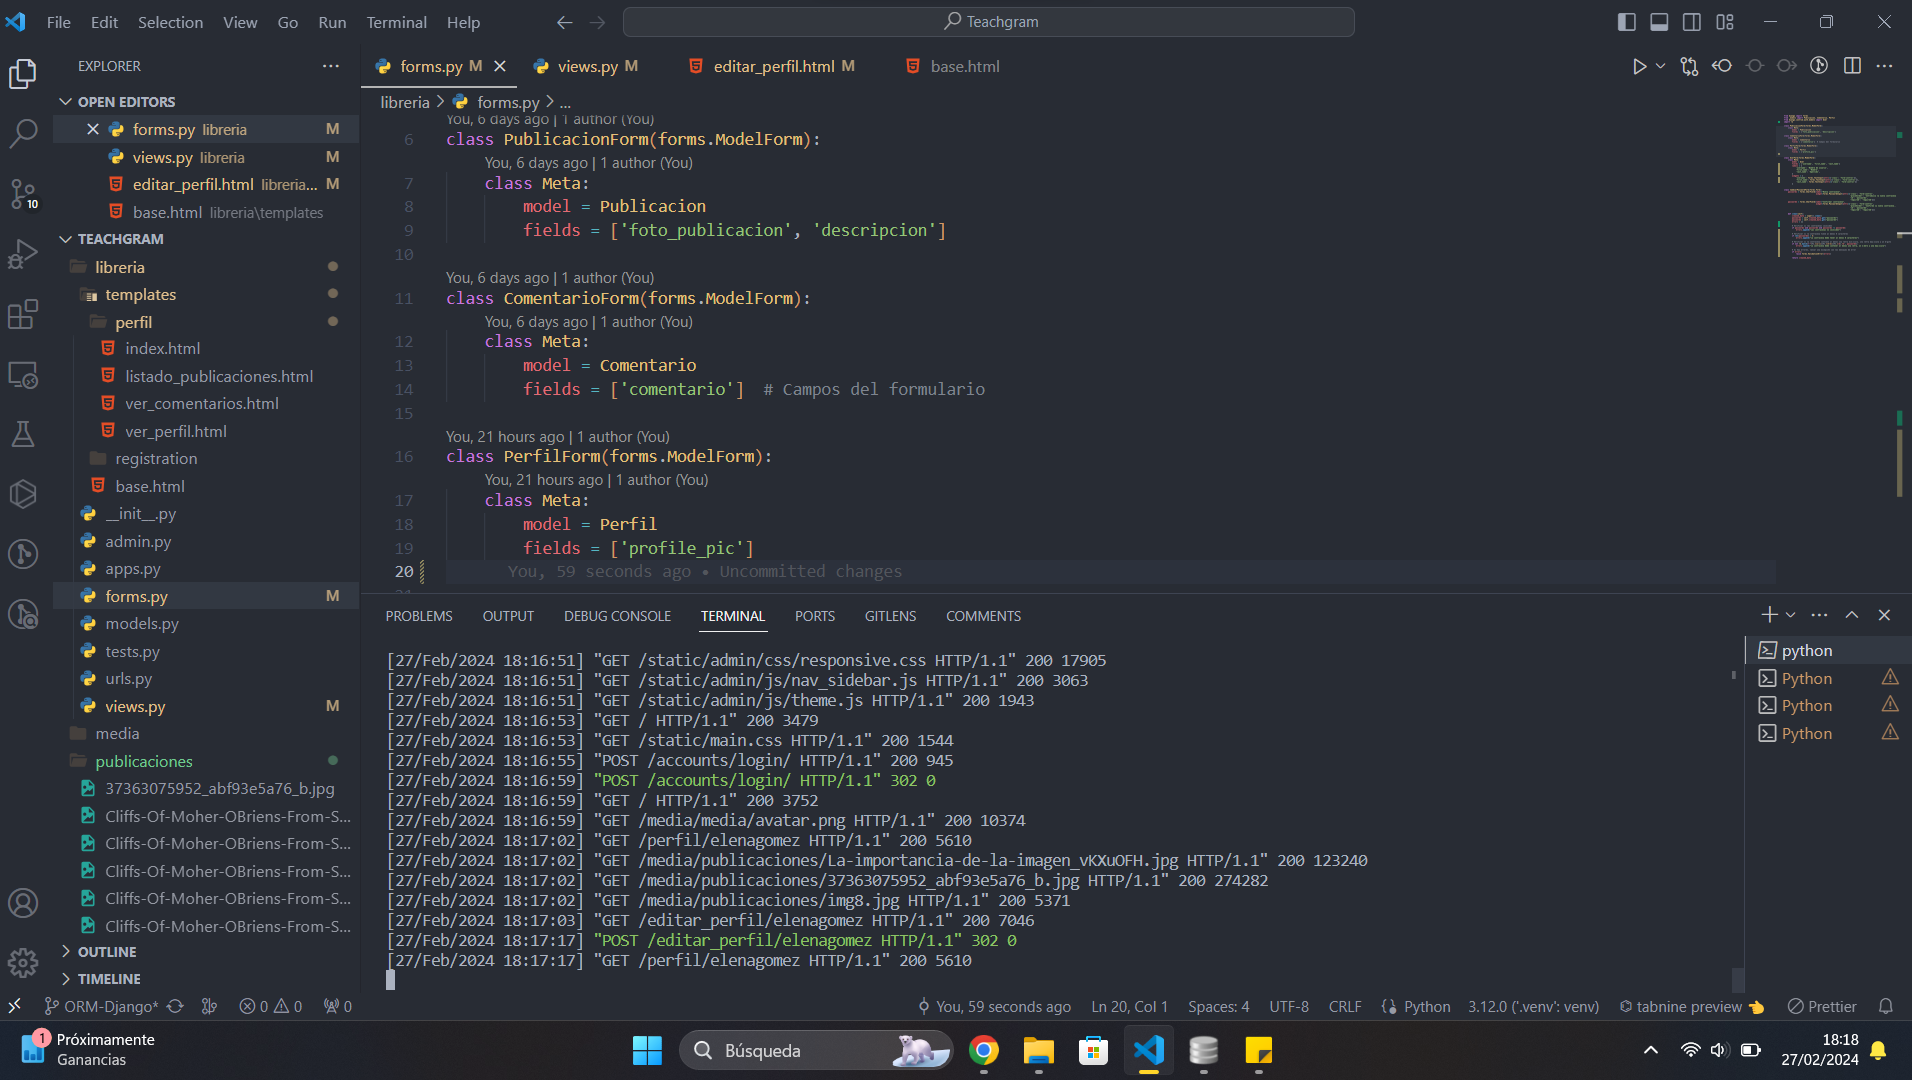 File Edit Selection View Go Run Terminal Help
Teachgram
EXPLORER
OPEN EDITORS
forms.py libreria M
views.py libreria M
editar_perfil.html libreria... M
base.html libreria\templates
TEACHGRAM
libreria
templates
perfil
index.html
listado_publicaciones.html
ver_comentarios.html
ver_perfil.html
registration
base.html
__init__.py
admin.py
apps.py
forms.py M
models.py
tests.py
urls.py
views.py M
media
publicaciones
37363075952_abf93e5a76_b.jpg
Cliffs-Of-Moher-OBriens-From-S...
Cliffs-Of-Moher-OBriens-From-S...
Cliffs-Of-Moher-OBriens-From-S...
Cliffs-Of-Moher-OBriens-From-S...
Cliffs-Of-Moher-OBriens-From-S...
OUTLINE
TIMELINE
10
forms.py M views.py M editar_perfil.html M base.html
libreria > forms.py > ...
You, 6 days ago | 1 author (You)
6 class PublicacionForm(forms.ModelForm):
You, 6 days ago | 1 author (You)
7 class Meta:
8 model = Publicacion
9 fields = ['foto_publicacion', 'descripcion']
10
You, 6 days ago | 1 author (You)
11 class ComentarioForm(forms.ModelForm):
You, 6 days ago | 1 author (You)
12 class Meta:
13 model = Comentario
14 fields = ['comentario'] # Campos del formulario
15
You, 21 hours ago | 1 author (You)
16 class PerfilForm(forms.ModelForm):
You, 21 hours ago | 1 author (You)
17 class Meta:
18 model = Perfil
19 fields = ['profile_pic']
20 You, 59 seconds ago • Uncommitted changes
PROBLEMS OUTPUT DEBUG CONSOLE TERMINAL PORTS GITLENS COMMENTS
[27/Feb/2024 18:16:51] "GET /static/admin/css/responsive.css HTTP/1.1" 200 17905
[27/Feb/2024 18:16:51] "GET /static/admin/js/nav_sidebar.js HTTP/1.1" 200 3063
[27/Feb/2024 18:16:51] "GET /static/admin/js/theme.js HTTP/1.1" 200 1943
[27/Feb/2024 18:16:53] "GET / HTTP/1.1" 200 3479
[27/Feb/2024 18:16:53] "GET /static/main.css HTTP/1.1" 200 1544
[27/Feb/2024 18:16:55] "POST /accounts/login/ HTTP/1.1" 200 945
[27/Feb/2024 18:16:59] "POST /accounts/login/ HTTP/1.1" 302 0
[27/Feb/2024 18:16:59] "GET / HTTP/1.1" 200 3752
[27/Feb/2024 18:16:59] "GET /media/media/avatar.png HTTP/1.1" 200 10374
[27/Feb/2024 18:17:02] "GET /perfil/elenagomez HTTP/1.1" 200 5610
[27/Feb/2024 18:17:02] "GET /media/publicaciones/La-importancia-de-la-imagen_vKXuOFH.jpg HTTP/1.1" 200 123240
[27/Feb/2024 18:17:02] "GET /media/publicaciones/37363075952_abf93e5a76_b.jpg HTTP/1.1" 200 274282
[27/Feb/2024 18:17:02] "GET /media/publicaciones/img8.jpg HTTP/1.1" 200 5371
[27/Feb/2024 18:17:03] "GET /editar_perfil/elenagomez HTTP/1.1" 200 7046
[27/Feb/2024 18:17:17] "POST /editar_perfil/elenagomez HTTP/1.1" 302 0
[27/Feb/2024 18:17:17] "GET /perfil/elenagomez HTTP/1.1" 200 5610
python
Python
Python
Python
ORM-Django* 0 0 0 You, 59 seconds ago Ln 20, Col 1 Spaces: 4 UTF-8 CRLF Python 3.12.0 ('.venv': venv) tabnine preview Prettier
1 Próximamente
Ganancias
Búsqueda
18:18
27/02/2024